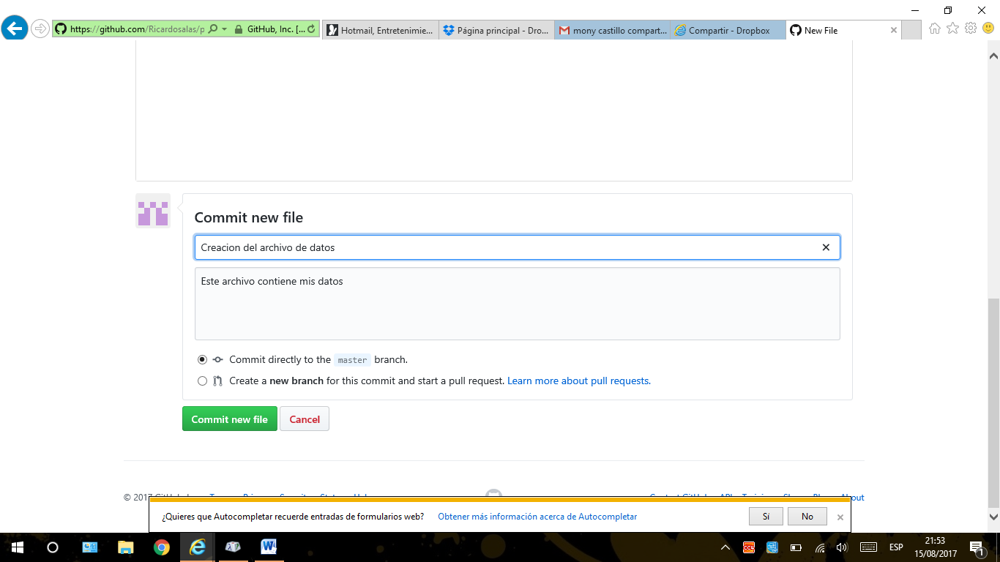 https://github.com/Ricardosalas/p
GitHub, Inc. [...
Hotmail, Entretenimie...
Página principal - Dro...
mony castillo compart...
Compartir - Dropbox
New File
Commit new file
Creacion del archivo de datos
Este archivo contiene mis datos
Commit directly to the master branch.
Create a new branch for this commit and start a pull request. Learn more about pull requests.
Commit new file
Cancel
© 2017
About
¿Quieres que Autocompletar recuerde entradas de formularios web?
Obtener más información acerca de Autocompletar
Sí
No
ESP
21:53
15/08/2017
1